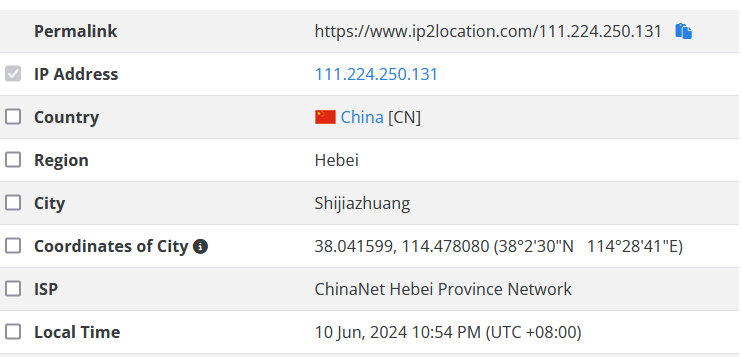 Permalink https://www.ip2location.com/111.224.250.131
IP Address 111.224.250.131
Country China [CN]
Region Hebei
City Shijiazhuang
Coordinates of City 38.041599, 114.478080 (38°2'30"N 114°28'41"E)
ISP ChinaNet Hebei Province Network
Local Time 10 Jun, 2024 10:54 PM (UTC +08:00)